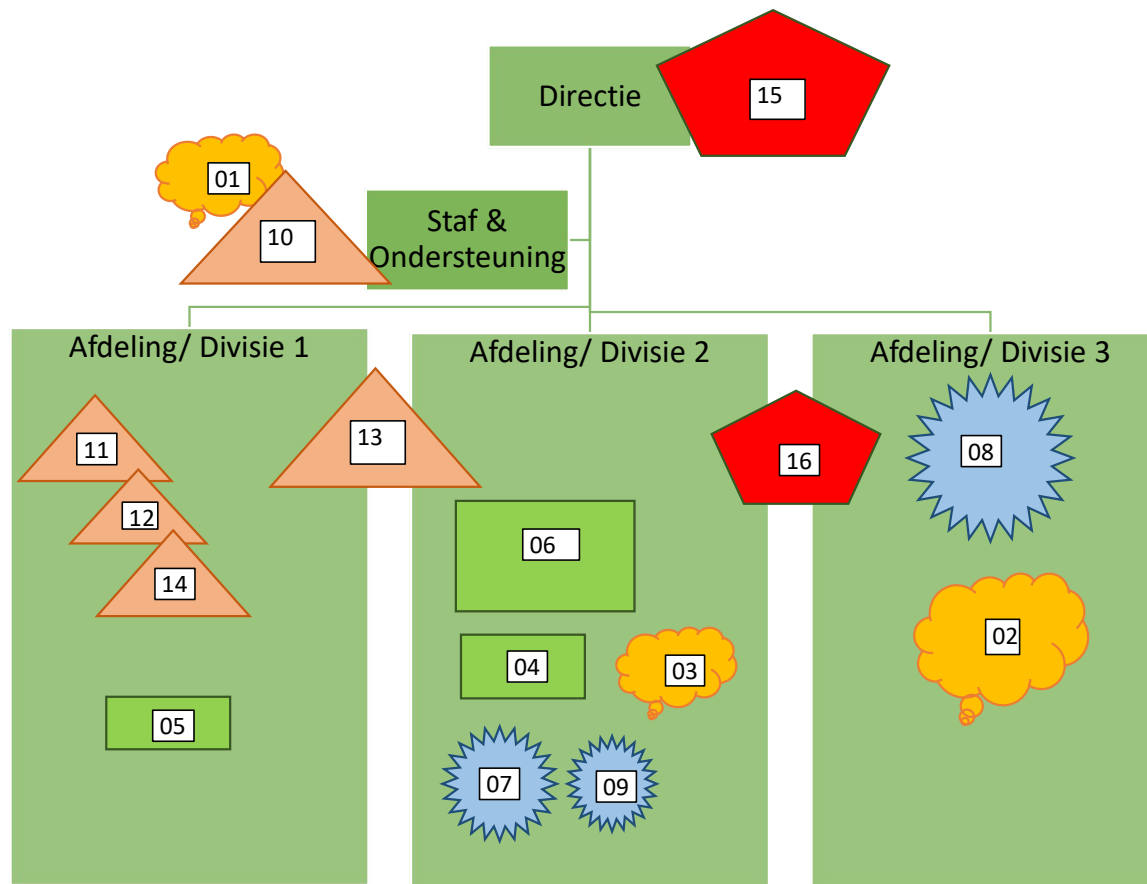 Directie
15
01
10
Staf &
Ondersteuning
Afdeling/ Divisie 1
Afdeling/ Divisie 2
Afdeling/ Divisie 3
11
12
14
05
13
06
04
03
07
09
16
08
02